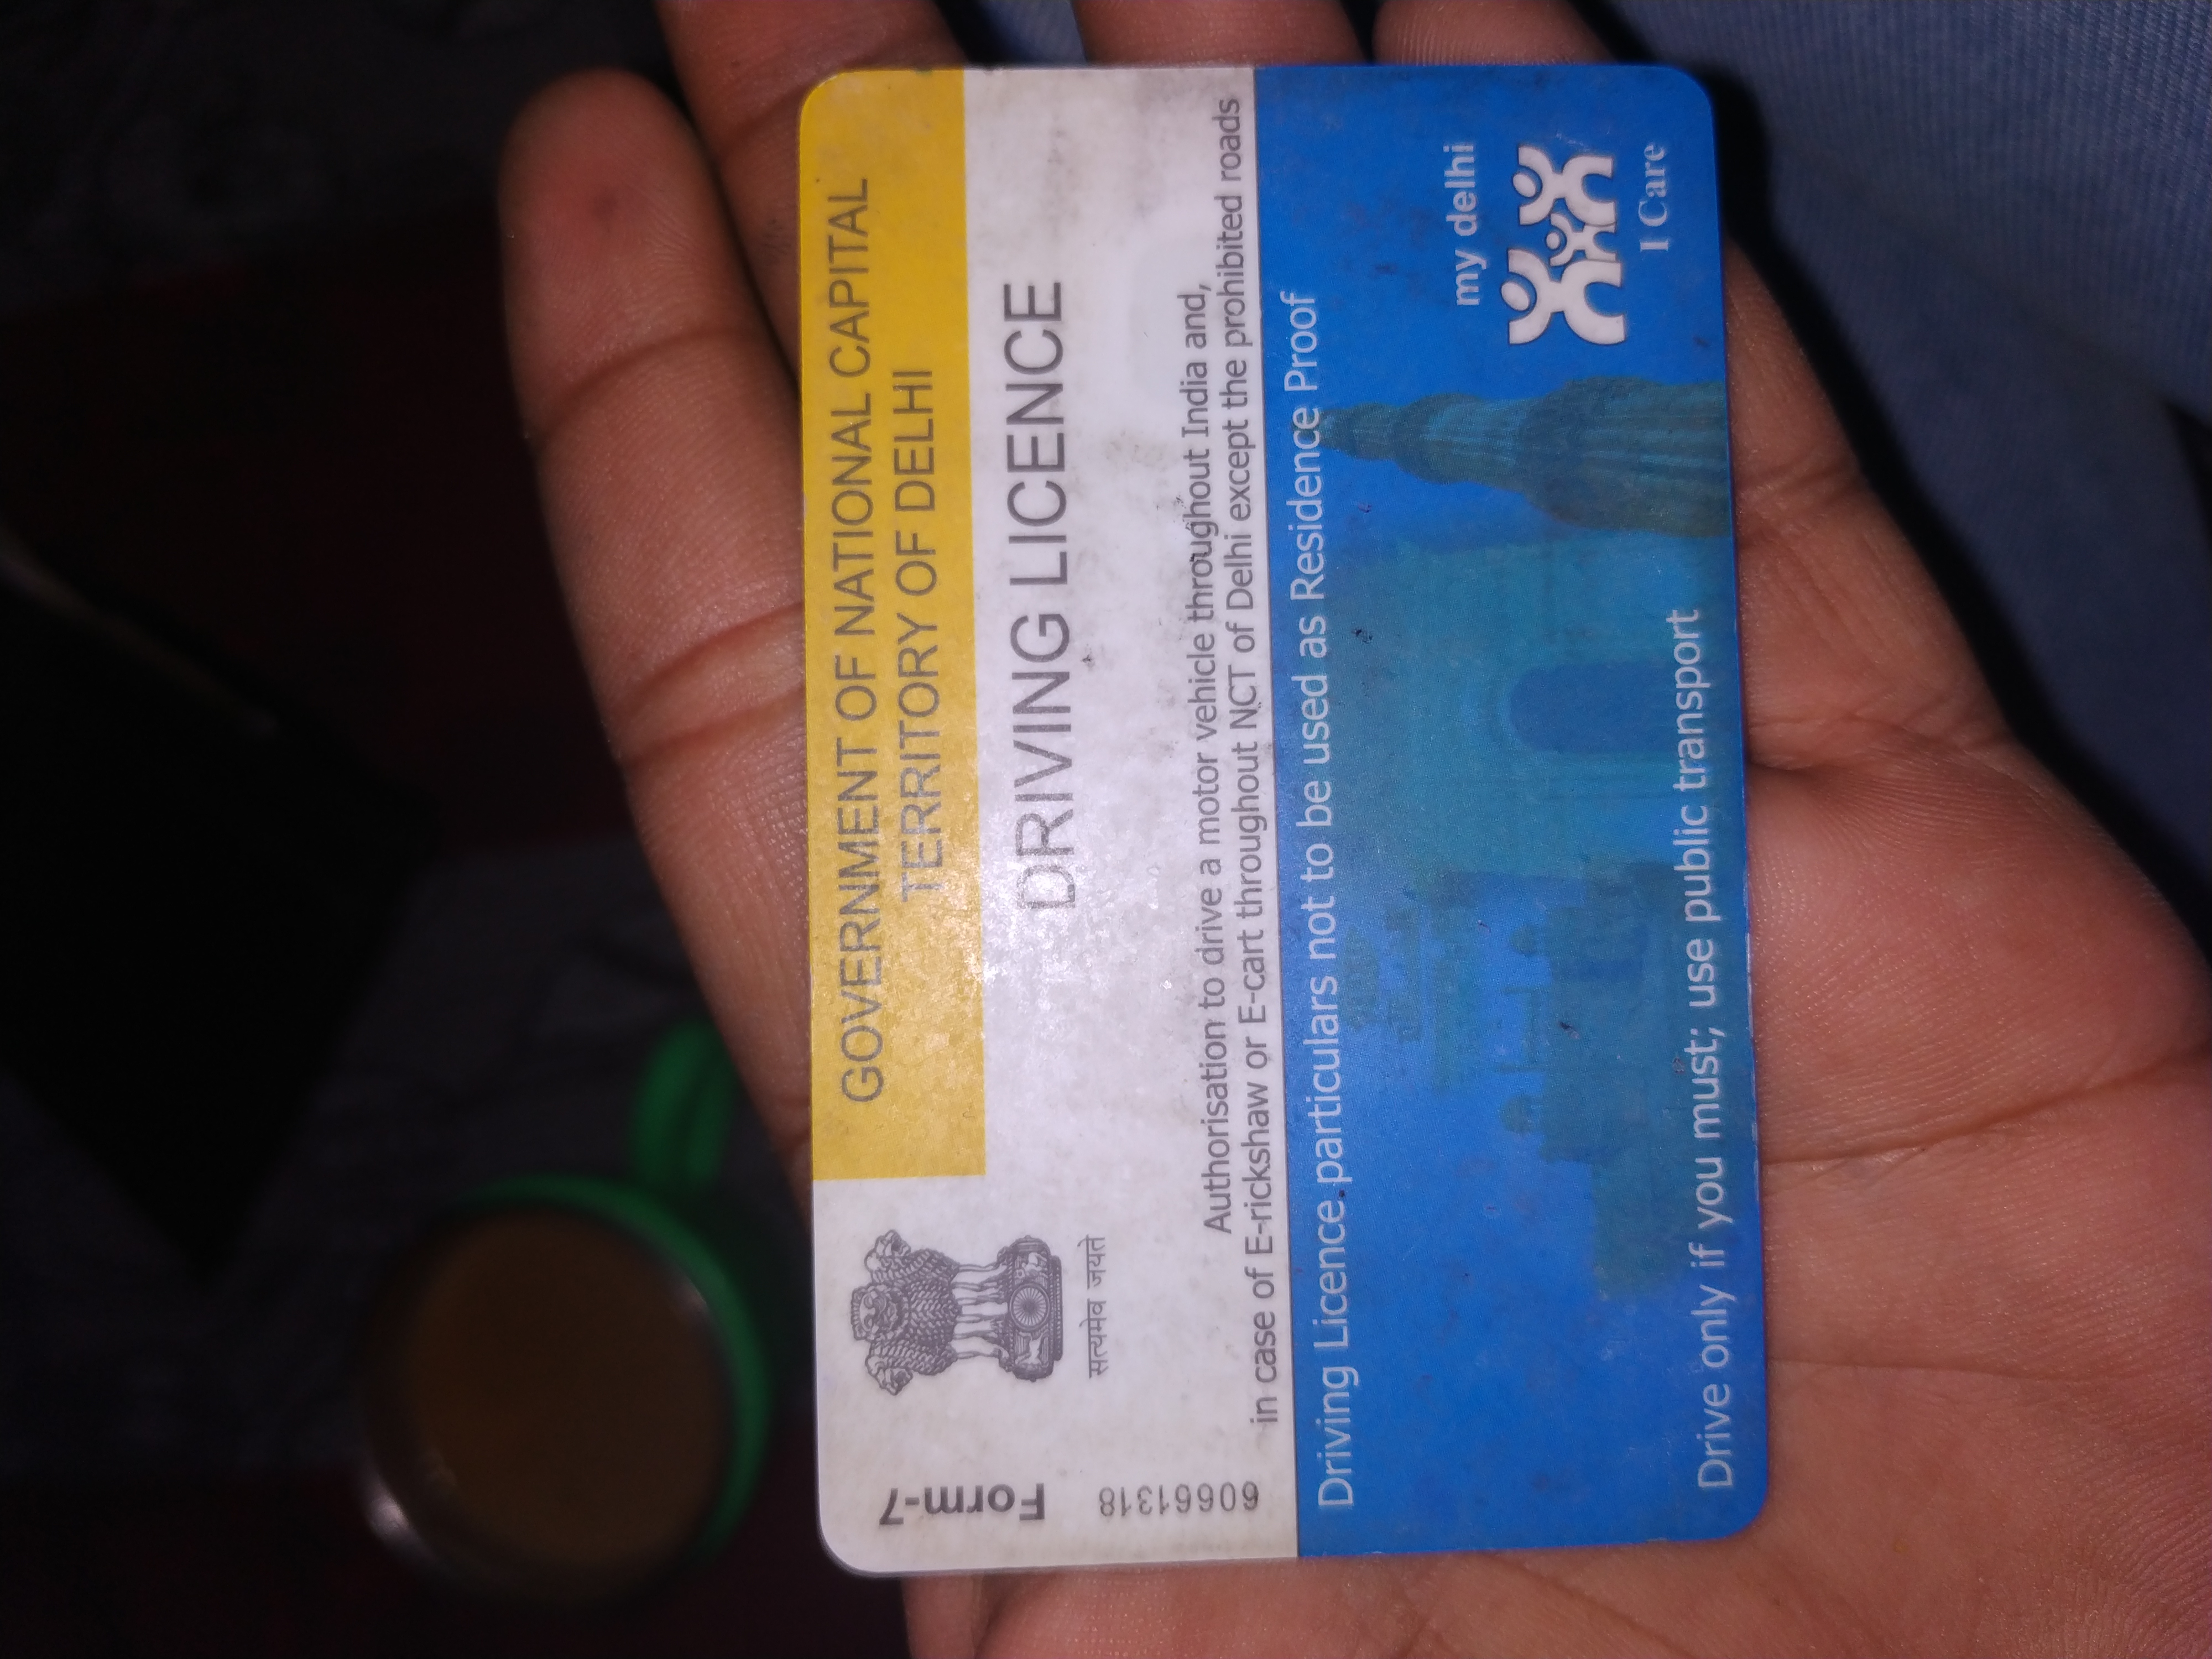 Form-7
60661318
सत्यमेव जयते
GOVERNMENT OF NATIONAL CAPITAL
TERRITORY OF DELHI
DRIVING LICENCE
Authorisation to drive a motor vehicle throughout India and,
in case of E-rickshaw or E-cart throughout NCT of Delhi except the prohibited roads
Driving Licence particulars not to be used as Residence Proof
my delhi
I Care
Drive only if you must; use public transport